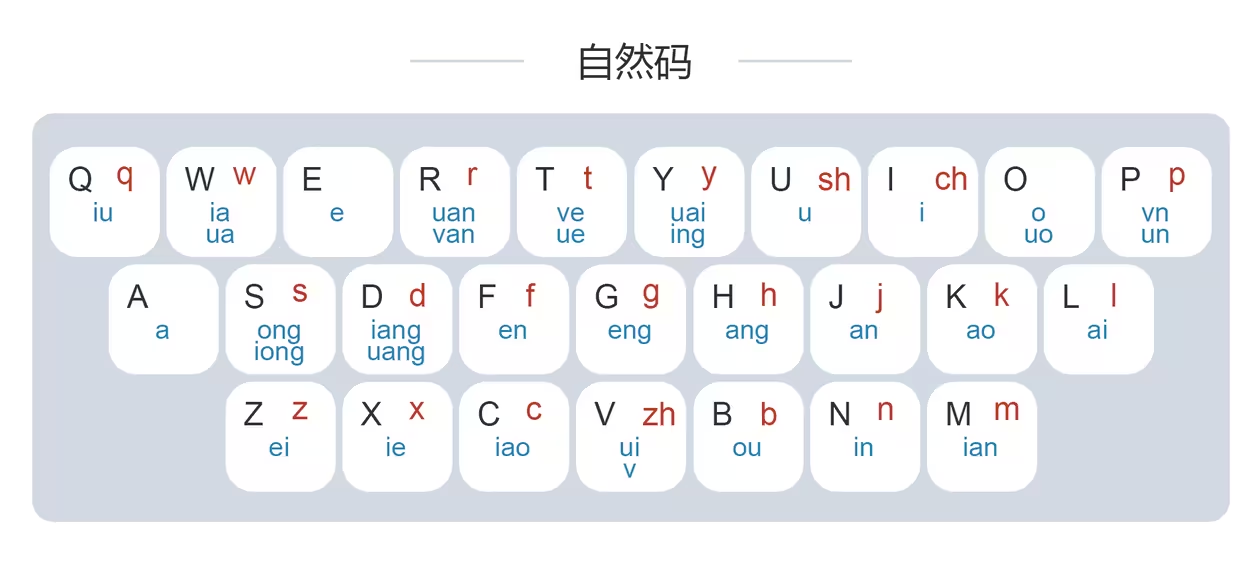 自然码
Q q W w E R r T t Y y U sh I ch O P p
iu ia e uan ve uai u i o vn
ua van ue ing uo un
A S s D d F f G g H h J j K k L l
a ong iang en eng ang an ao ai
iong uang
Z z X x C c V zh B b N n M m
ei ie iao ui ou in ian
v